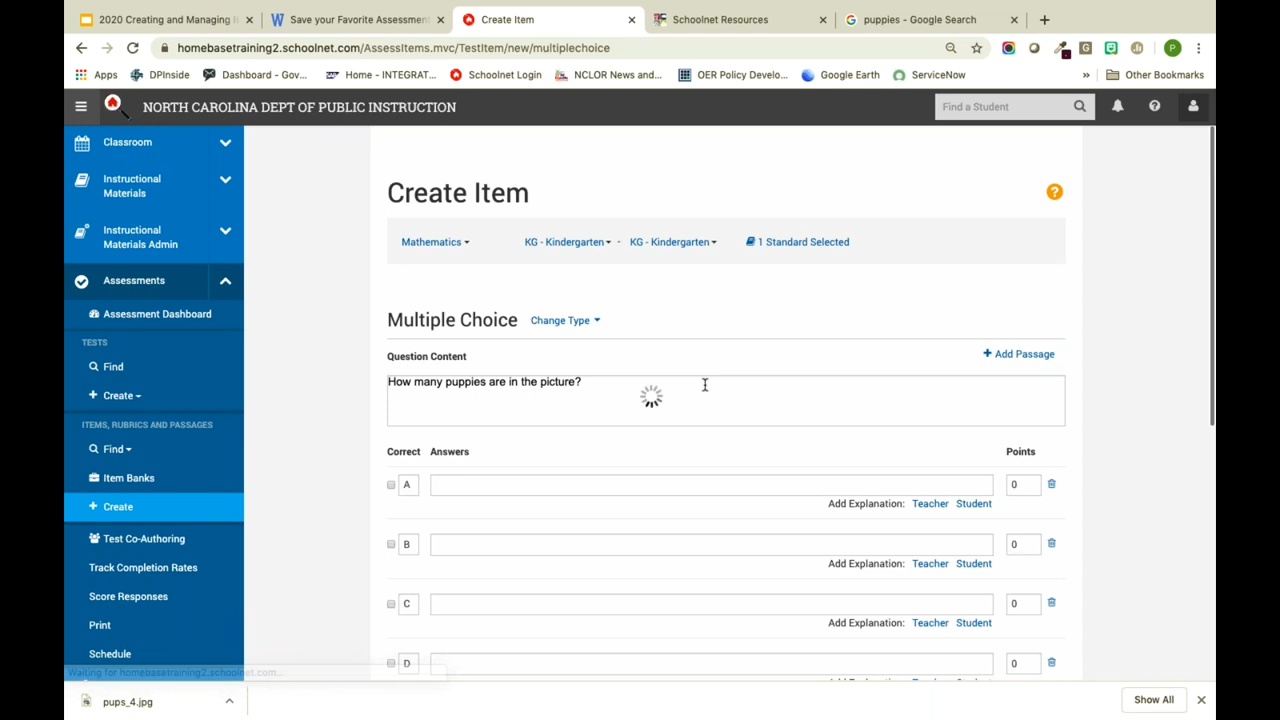 2020 Creating and Managing I
Save your Favorite Assessment
Create Item
Schoolnet Resources
puppies - Google Search
homebasetraining2.schoolnet.com/AssessItems.mvc/TestItem/new/multiplechoice
P
Apps
DPInside
Dashboard - Gov...
Home - INTEGRAT...
Schoolnet Login
NCLOR News and...
OER Policy Develo...
Google Earth
ServiceNow
Other Bookmarks
NORTH CAROLINA DEPT OF PUBLIC INSTRUCTION
Find a Student
Classroom
Instructional
Materials
Instructional
Materials Admin
Assessments
Assessment Dashboard
TESTS
Find
Create
ITEMS, RUBRICS AND PASSAGES
Find
Item Banks
Create
Test Co-Authoring
Track Completion Rates
Score Responses
Print
Schedule
Create Item
Mathematics
KG - Kindergarten - KG - Kindergarten
1 Standard Selected
Multiple Choice
Change Type
Question Content
Add Passage
How many puppies are in the picture?
Correct Answers Points
A 0
Add Explanation: Teacher Student
B 0
Add Explanation: Teacher Student
C 0
Add Explanation: Teacher Student
D 0
Waiting for homebasetraining2.schoolnet.com...
pups_4.jpg
Show All